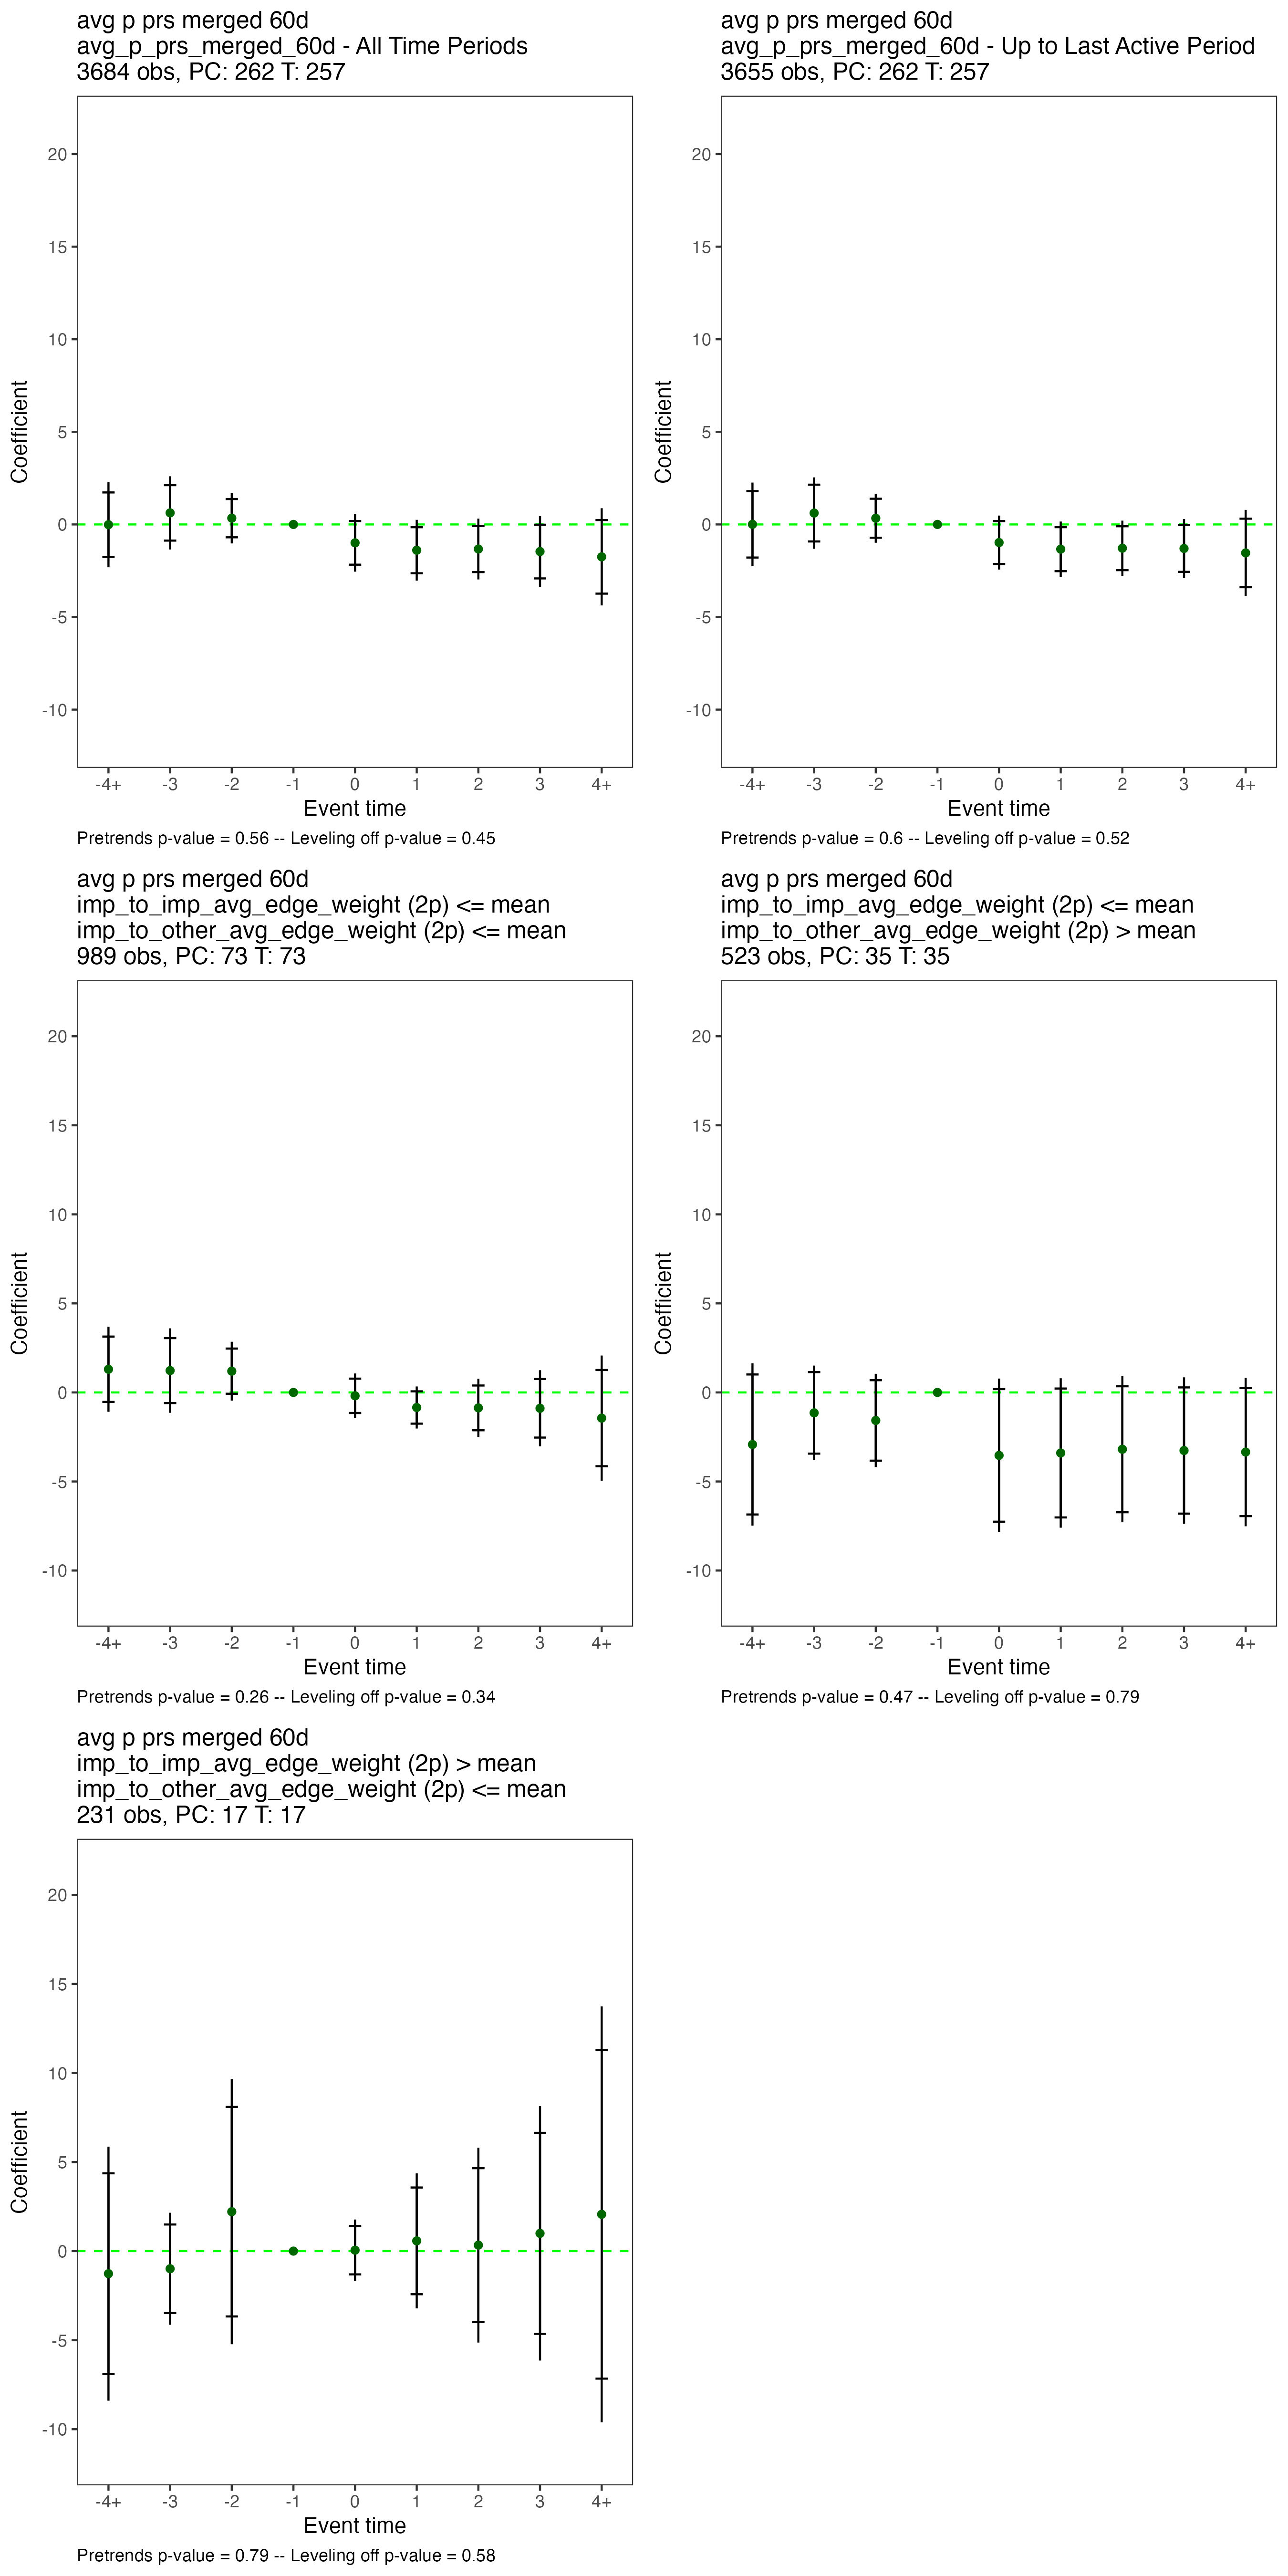 avg p prs merged 60d
avg_p_prs_merged_60d - All Time Periods
3684 obs, PC: 262 T: 257
20
15
10
5
0
-5
-10
Coefficient
-4+ -3 -2 -1 0 1 2 3 4+
Event time
Pretrends p-value = 0.56 -- Leveling off p-value = 0.45
avg p prs merged 60d
avg_p_prs_merged_60d - Up to Last Active Period
3655 obs, PC: 262 T: 257
20
15
10
5
0
-5
-10
Coefficient
-4+ -3 -2 -1 0 1 2 3 4+
Event time
Pretrends p-value = 0.6 -- Leveling off p-value = 0.52
avg p prs merged 60d
imp_to_imp_avg_edge_weight (2p) <= mean
imp_to_other_avg_edge_weight (2p) <= mean
989 obs, PC: 73 T: 73
20
15
10
5
0
-5
-10
Coefficient
-4+ -3 -2 -1 0 1 2 3 4+
Event time
Pretrends p-value = 0.26 -- Leveling off p-value = 0.34
avg p prs merged 60d
imp_to_imp_avg_edge_weight (2p) <= mean
imp_to_other_avg_edge_weight (2p) > mean
523 obs, PC: 35 T: 35
20
15
10
5
0
-5
-10
Coefficient
-4+ -3 -2 -1 0 1 2 3 4+
Event time
Pretrends p-value = 0.47 -- Leveling off p-value = 0.79
avg p prs merged 60d
imp_to_imp_avg_edge_weight (2p) > mean
imp_to_other_avg_edge_weight (2p) <= mean
231 obs, PC: 17 T: 17
20
15
10
5
0
-5
-10
Coefficient
-4+ -3 -2 -1 0 1 2 3 4+
Event time
Pretrends p-value = 0.79 -- Leveling off p-value = 0.58